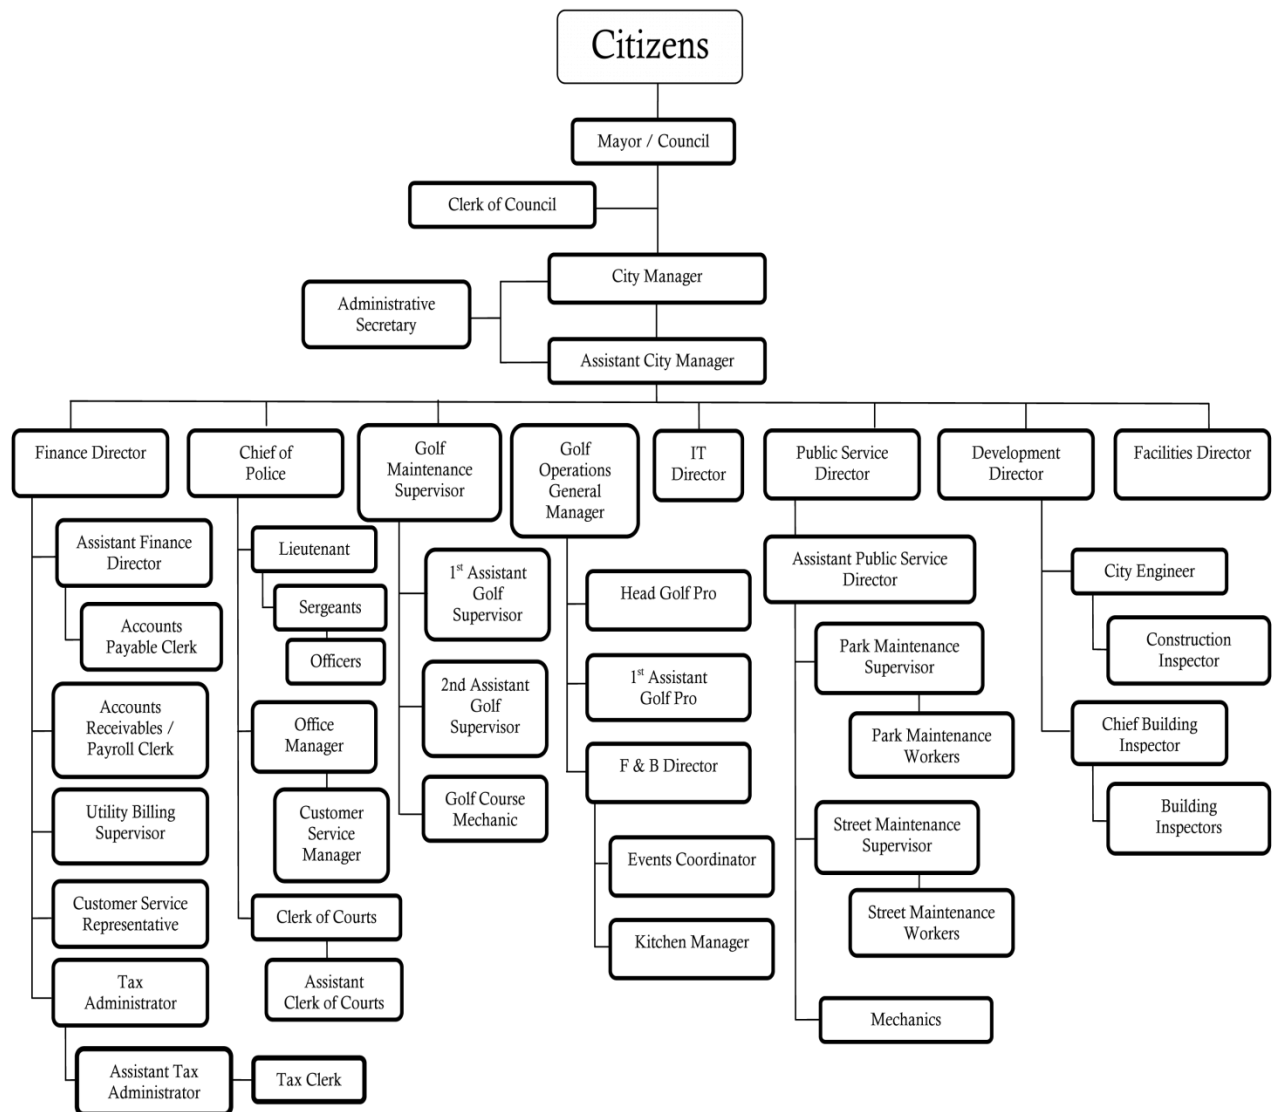 Citizens
Mayor / Council
Clerk of Council
City Manager
Administrative
Secretary
Assistant City Manager
Finance Director
Chief of
Police
Golf
Maintenance
Supervisor
Golf
Operations
General
Manager
IT
Director
Public Service
Director
Development
Director
Facilities Director
Assistant Finance
Director
Accounts
Payable Clerk
Accounts
Receivables /
Payroll Clerk
Utility Billing
Supervisor
Customer Service
Representative
Tax
Administrator
Assistant Tax
Administrator
Tax Clerk
Lieutenant
Sergeants
Officers
Office
Manager
Customer
Service
Manager
Clerk of Courts
Assistant
Clerk of Courts
1st Assistant
Golf
Supervisor
2nd Assistant
Golf
Supervisor
Golf Course
Mechanic
Head Golf Pro
1st Assistant
Golf Pro
F & B Director
Events Coordinator
Kitchen Manager
Assistant Public Service
Director
Park Maintenance
Supervisor
Park Maintenance
Workers
Street Maintenance
Supervisor
Street Maintenance
Workers
Mechanics
City Engineer
Construction
Inspector
Chief Building
Inspector
Building
Inspectors